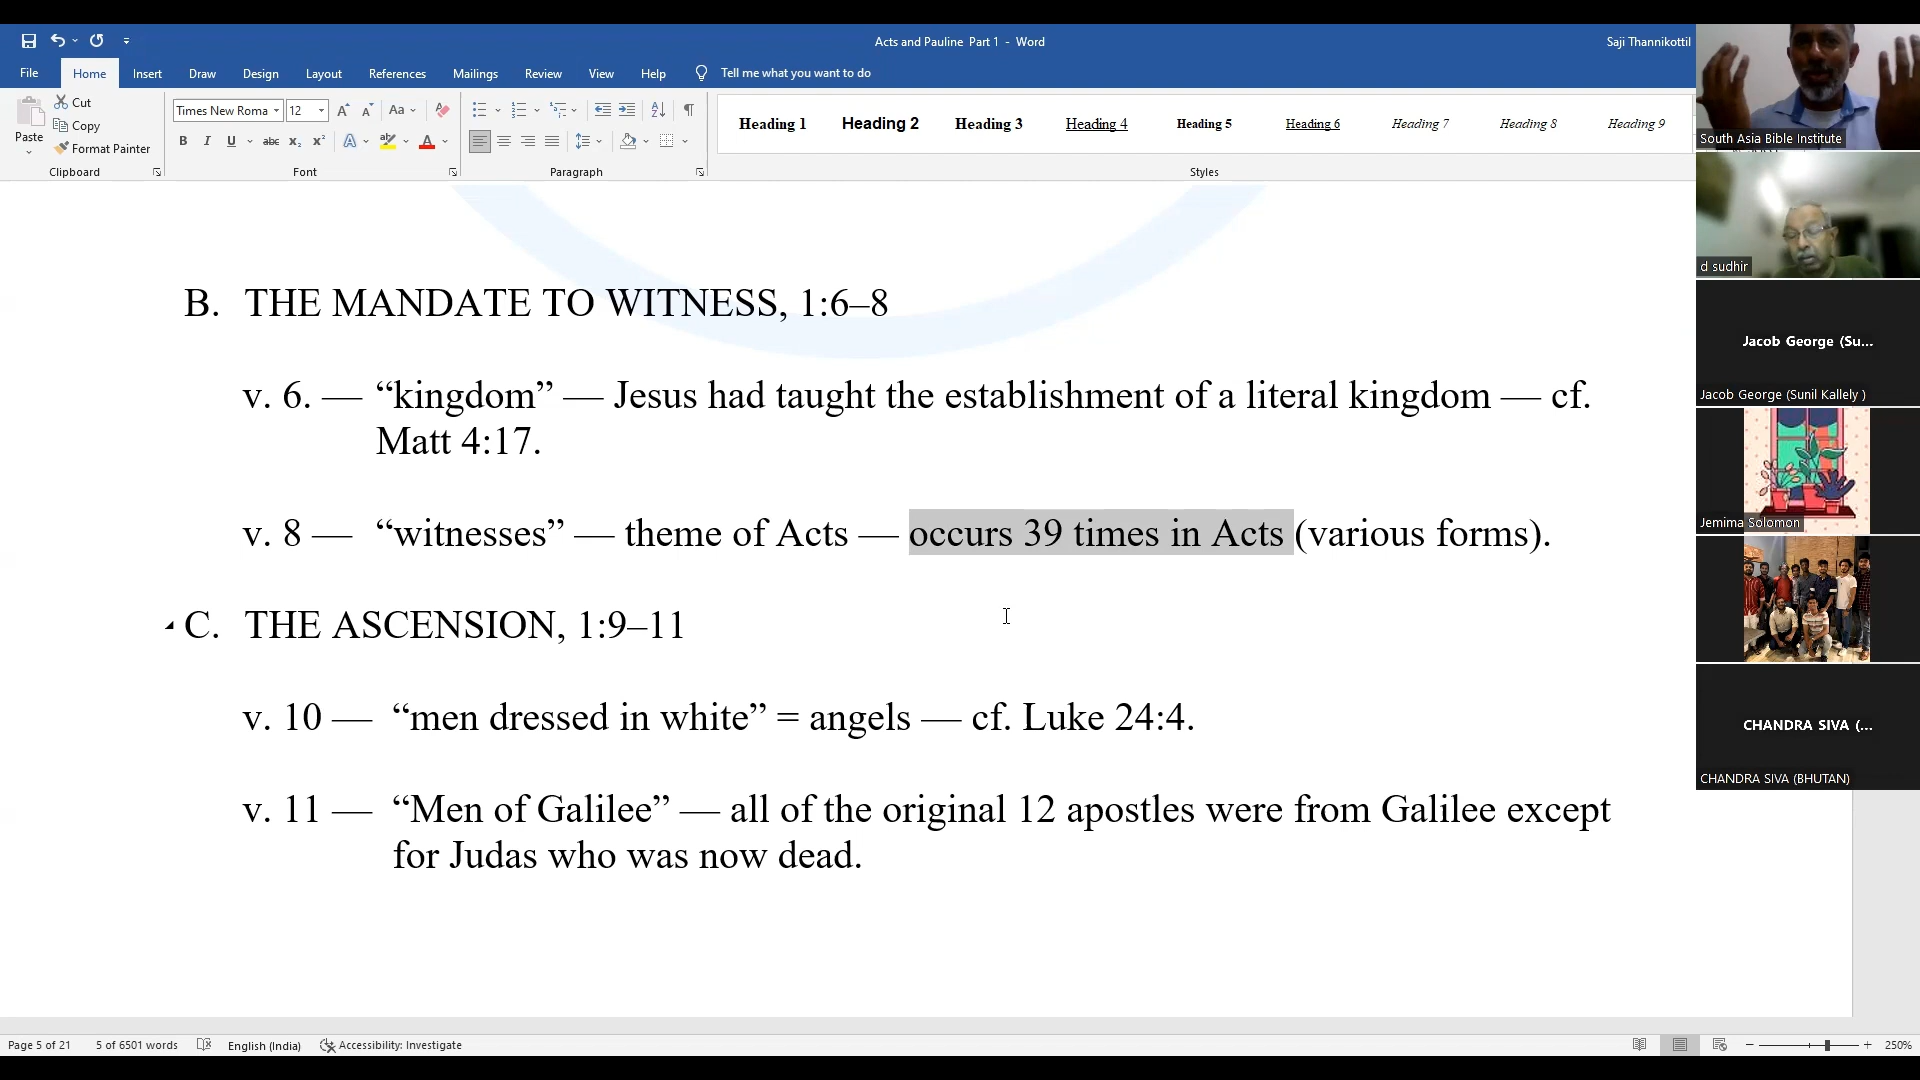 Acts and Pauline Part 1 - Word
Saji Thannikottil
File Home Insert Draw Design Layout References Mailings Review View Help Tell me what you want to do
Paste
Cut
Copy
Format Painter
Clipboard
Times New Roma 12
Font
Paragraph
Heading 1 Heading 2 Heading 3 Heading 4 Heading 5 Heading 6 Heading 7 Heading 8 Heading 9
Styles
B. THE MANDATE TO WITNESS, 1:6–8
v. 6. — “kingdom” — Jesus had taught the establishment of a literal kingdom — cf.
Matt 4:17.
v. 8 — “witnesses” — theme of Acts — occurs 39 times in Acts (various forms).
C. THE ASCENSION, 1:9–11
v. 10 — “men dressed in white” = angels — cf. Luke 24:4.
v. 11 — “Men of Galilee” — all of the original 12 apostles were from Galilee except
for Judas who was now dead.
South Asia Bible Institute
d sudhir
Jacob George (Su...
Jacob George (Sunil Kallely )
Jemima Solomon
CHANDRA SIVA (...
CHANDRA SIVA (BHUTAN)
Page 5 of 21 5 of 6501 words English (India) Accessibility: Investigate 250%